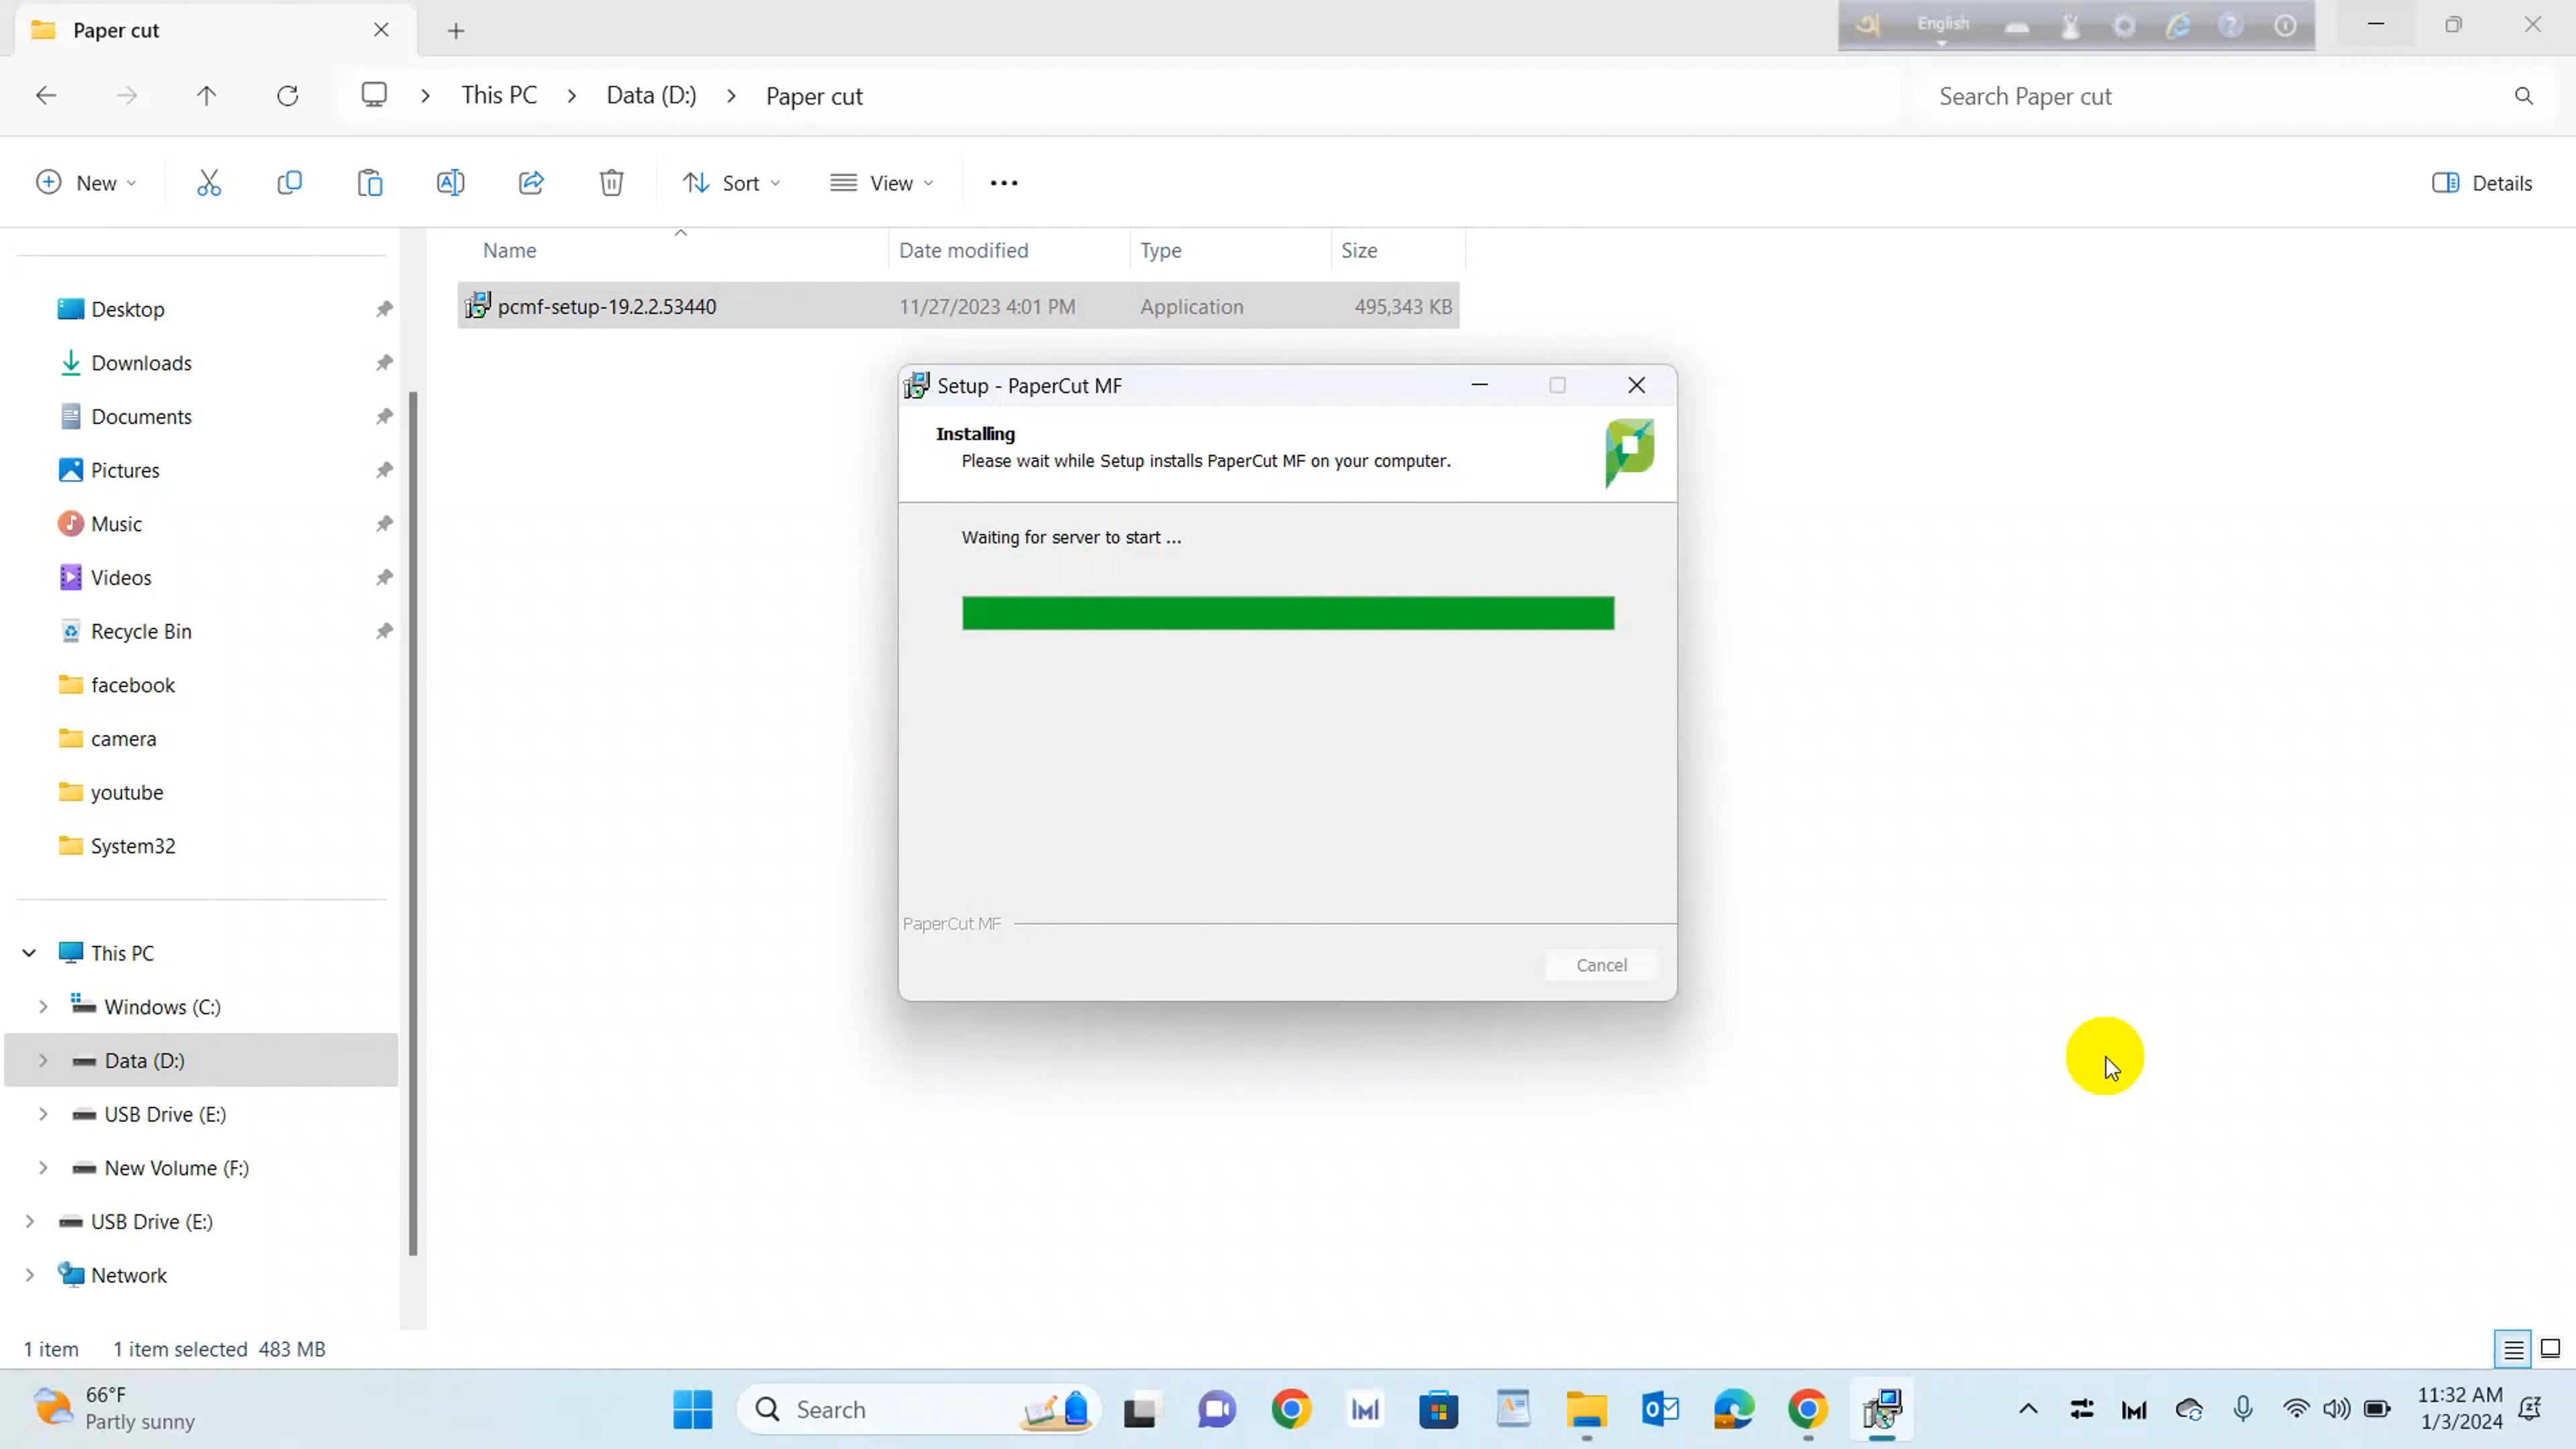 Paper cut
English
This PC
Data (D:)
Paper cut
Search Paper cut
New
Sort
View
Details
Name
Date modified
Type
Size
pcmf-setup-19.2.2.53440
11/27/2023 4:01 PM
Application
495,343 KB
Desktop
Downloads
Documents
Pictures
Music
Videos
Recycle Bin
facebook
camera
youtube
System32
This PC
Windows (C:)
Data (D:)
USB Drive (E:)
New Volume (F:)
USB Drive (E:)
Network
Setup - PaperCut MF
Installing
Please wait while Setup installs PaperCut MF on your computer.
Waiting for server to start ...
PaperCut MF
Cancel
1 item
1 item selected 483 MB
66°F
Partly sunny
Search
11:32 AM
1/3/2024